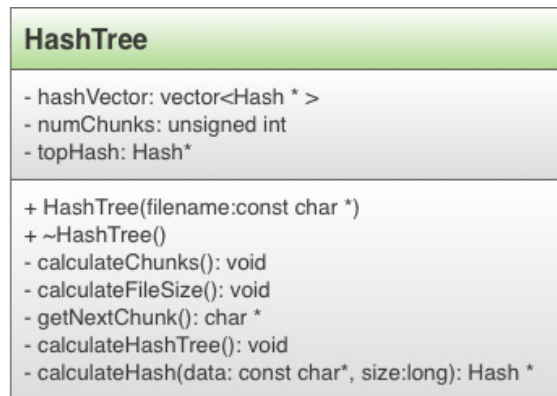 HashTree
- hashVector: vector<Hash * >
- numChunks: unsigned int
- topHash: Hash*
+ HashTree(filename:const char *)
+ ~HashTree()
- calculateChunks(): void
- calculateFileSize(): void
- getNextChunk(): char *
- calculateHashTree(): void
- calculateHash(data: const char*, size:long): Hash *